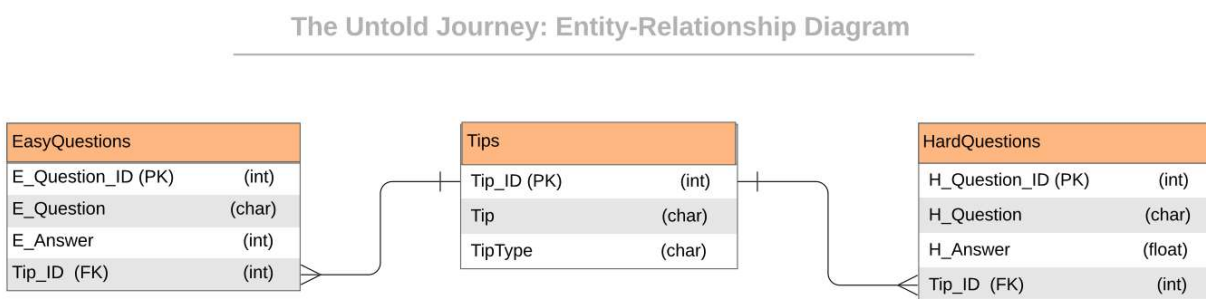 The Untold Journey: Entity-Relationship Diagram
EasyQuestions
E_Question_ID (PK) (int)
E_Question (char)
E_Answer (int)
Tip_ID (FK) (int)
Tips
Tip_ID (PK) (int)
Tip (char)
TipType (char)
HardQuestions
H_Question_ID (PK) (int)
H_Question (char)
H_Answer (float)
Tip_ID (FK) (int)